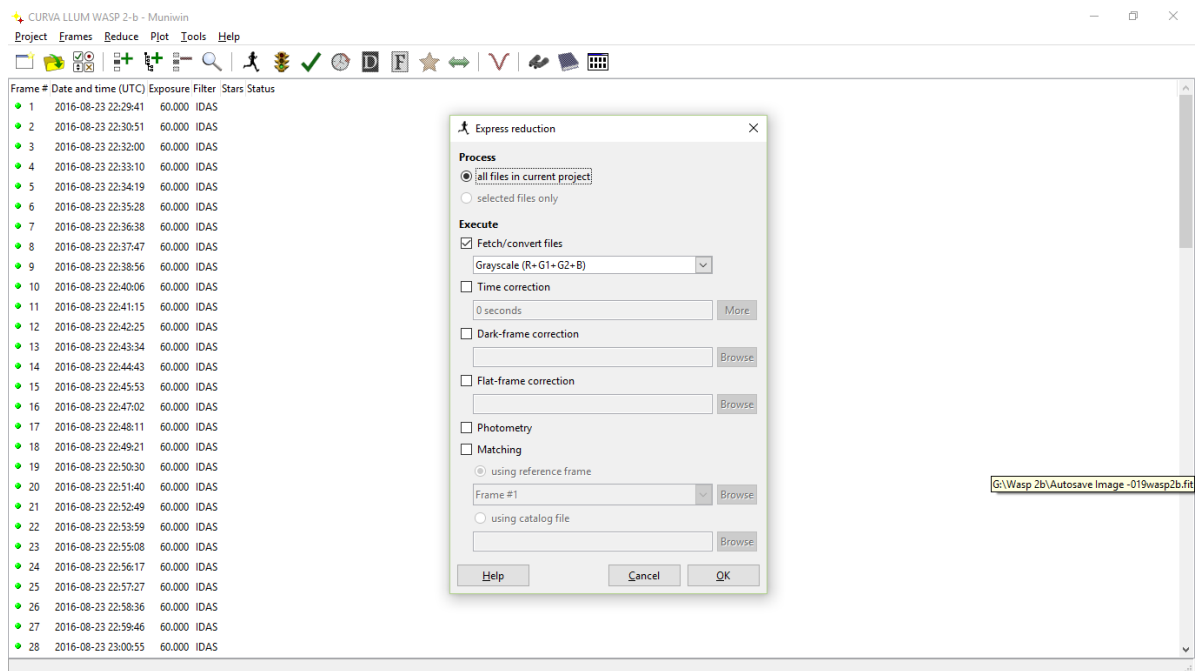 CURVA LLUM WASP 2-b - Muniwin
Project Frames Reduce Plot Tools Help
D F
Frame # Date and time (UTC) Exposure Filter Stars Status
1 2016-08-23 22:29:41 60.000 IDAS
2 2016-08-23 22:30:51 60.000 IDAS
3 2016-08-23 22:32:00 60.000 IDAS
4 2016-08-23 22:33:10 60.000 IDAS
5 2016-08-23 22:34:19 60.000 IDAS
6 2016-08-23 22:35:28 60.000 IDAS
7 2016-08-23 22:36:38 60.000 IDAS
8 2016-08-23 22:37:47 60.000 IDAS
9 2016-08-23 22:38:56 60.000 IDAS
10 2016-08-23 22:40:06 60.000 IDAS
11 2016-08-23 22:41:15 60.000 IDAS
12 2016-08-23 22:42:25 60.000 IDAS
13 2016-08-23 22:43:34 60.000 IDAS
14 2016-08-23 22:44:43 60.000 IDAS
15 2016-08-23 22:45:53 60.000 IDAS
16 2016-08-23 22:47:02 60.000 IDAS
17 2016-08-23 22:48:11 60.000 IDAS
18 2016-08-23 22:49:21 60.000 IDAS
19 2016-08-23 22:50:30 60.000 IDAS
20 2016-08-23 22:51:40 60.000 IDAS
21 2016-08-23 22:52:49 60.000 IDAS
22 2016-08-23 22:53:59 60.000 IDAS
23 2016-08-23 22:55:08 60.000 IDAS
24 2016-08-23 22:56:17 60.000 IDAS
25 2016-08-23 22:57:27 60.000 IDAS
26 2016-08-23 22:58:36 60.000 IDAS
27 2016-08-23 22:59:46 60.000 IDAS
28 2016-08-23 23:00:55 60.000 IDAS
Express reduction
Process
all files in current project
selected files only
Execute
Fetch/convert files
Grayscale (R+G1+G2+B)
Time correction
0 seconds More
Dark-frame correction
Browse
Flat-frame correction
Browse
Photometry
Matching
using reference frame
Frame #1 Browse
using catalog file
Browse
Help Cancel OK
G:\Wasp 2b\Autosave Image -019wasp2b.fit